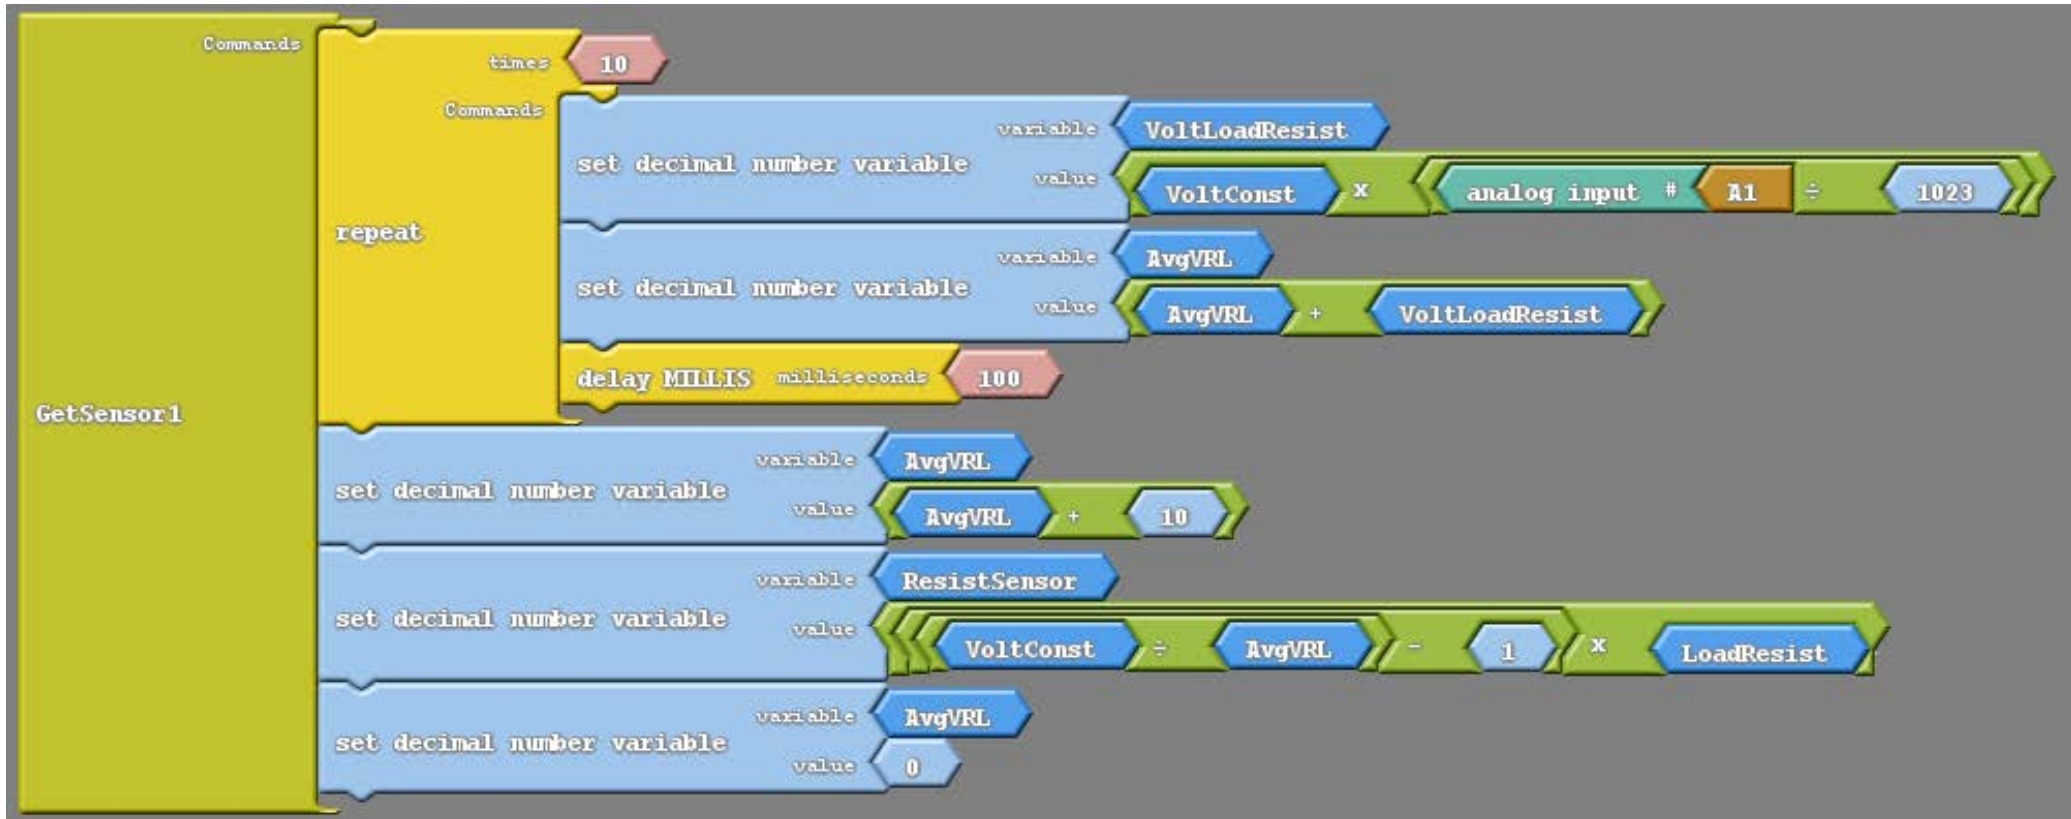 Commands
times 10
Commands
variable VoltLoadResist
set decimal number variable
value VoltConst x analog input # A1 ÷ 1023
repeat
variable AvgVRL
set decimal number variable
value AvgVRL + VoltLoadResist
delay MILLIS milliseconds 100
GetSensor1
variable AvgVRL
set decimal number variable
value AvgVRL + 10
variable ResistSensor
set decimal number variable
value VoltConst ÷ AvgVRL - 1 x LoadResist
variable AvgVRL
set decimal number variable
value 0